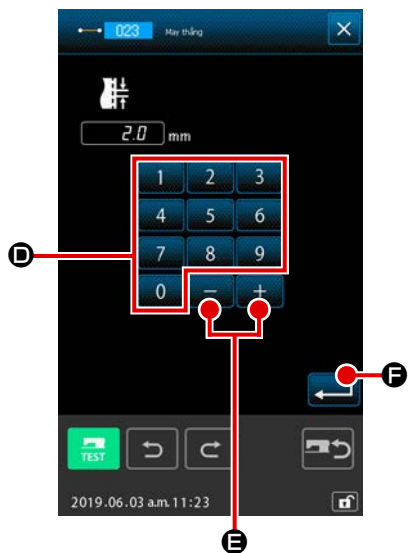 023 May thẳng
2.0 mm
1 2 3
4 5 6
D 7 8 9
0 − +
F
TEST
2019.06.03 a.m. 11:23
E